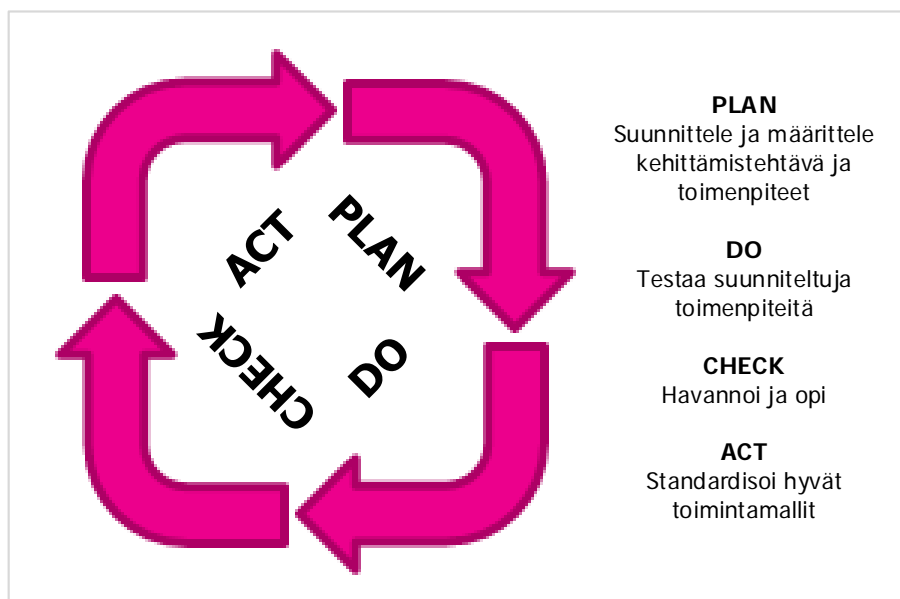 ACT
PLAN
CHECK
DO
PLAN
Suunnittele ja määrittele
kehittämistehtävä ja
toimenpiteet
DO
Testaa suunniteltuja
toimenpiteitä
CHECK
Havannoi ja opi
ACT
Standardisoi hyvät
toimintamallit